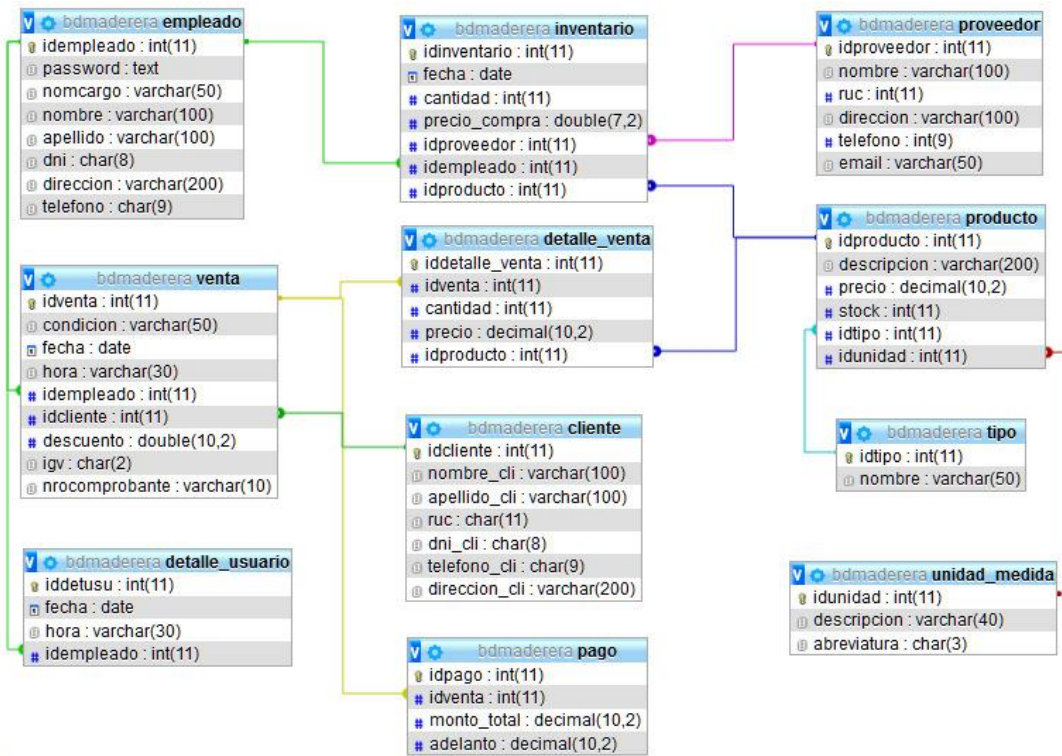 bdmaderera empleado
idempleado : int(11)
password : text
nomcargo : varchar(50)
nombre : varchar(100)
apellido : varchar(100)
dni : char(8)
direccion : varchar(200)
telefono : char(9)
bdmaderera venta
idventa : int(11)
condicion : varchar(50)
fecha : date
hora : varchar(30)
idempleado : int(11)
idcliente : int(11)
descuento : double(10,2)
igv : char(2)
nrocomprobante : varchar(10)
bdmaderera detalle_usuario
iddetusu : int(11)
fecha : date
hora : varchar(30)
idempleado : int(11)
bdmaderera inventario
idinventario : int(11)
fecha : date
cantidad : int(11)
precio_compra : double(7,2)
idproveedor : int(11)
idempleado : int(11)
idproducto : int(11)
bdmaderera detalle_venta
iddetalle_venta : int(11)
idventa : int(11)
cantidad : int(11)
precio : decimal(10,2)
idproducto : int(11)
bdmaderera cliente
idcliente : int(11)
nombre_cli : varchar(100)
apellido_cli : varchar(100)
ruc : char(11)
dni_cli : char(8)
telefono_cli : char(9)
direccion_cli : varchar(200)
bdmaderera pago
idpago : int(11)
idventa : int(11)
monto_total : decimal(10,2)
adelanto : decimal(10,2)
bdmaderera proveedor
idproveedor : int(11)
nombre : varchar(100)
ruc : int(11)
direccion : varchar(100)
telefono : int(9)
email : varchar(50)
bdmaderera producto
idproducto : int(11)
descripcion : varchar(200)
precio : decimal(10,2)
stock : int(11)
idtipo : int(11)
idunidad : int(11)
bdmaderera tipo
idtipo : int(11)
nombre : varchar(50)
bdmaderera unidad_medida
idunidad : int(11)
descripcion : varchar(40)
abreviatura : char(3)